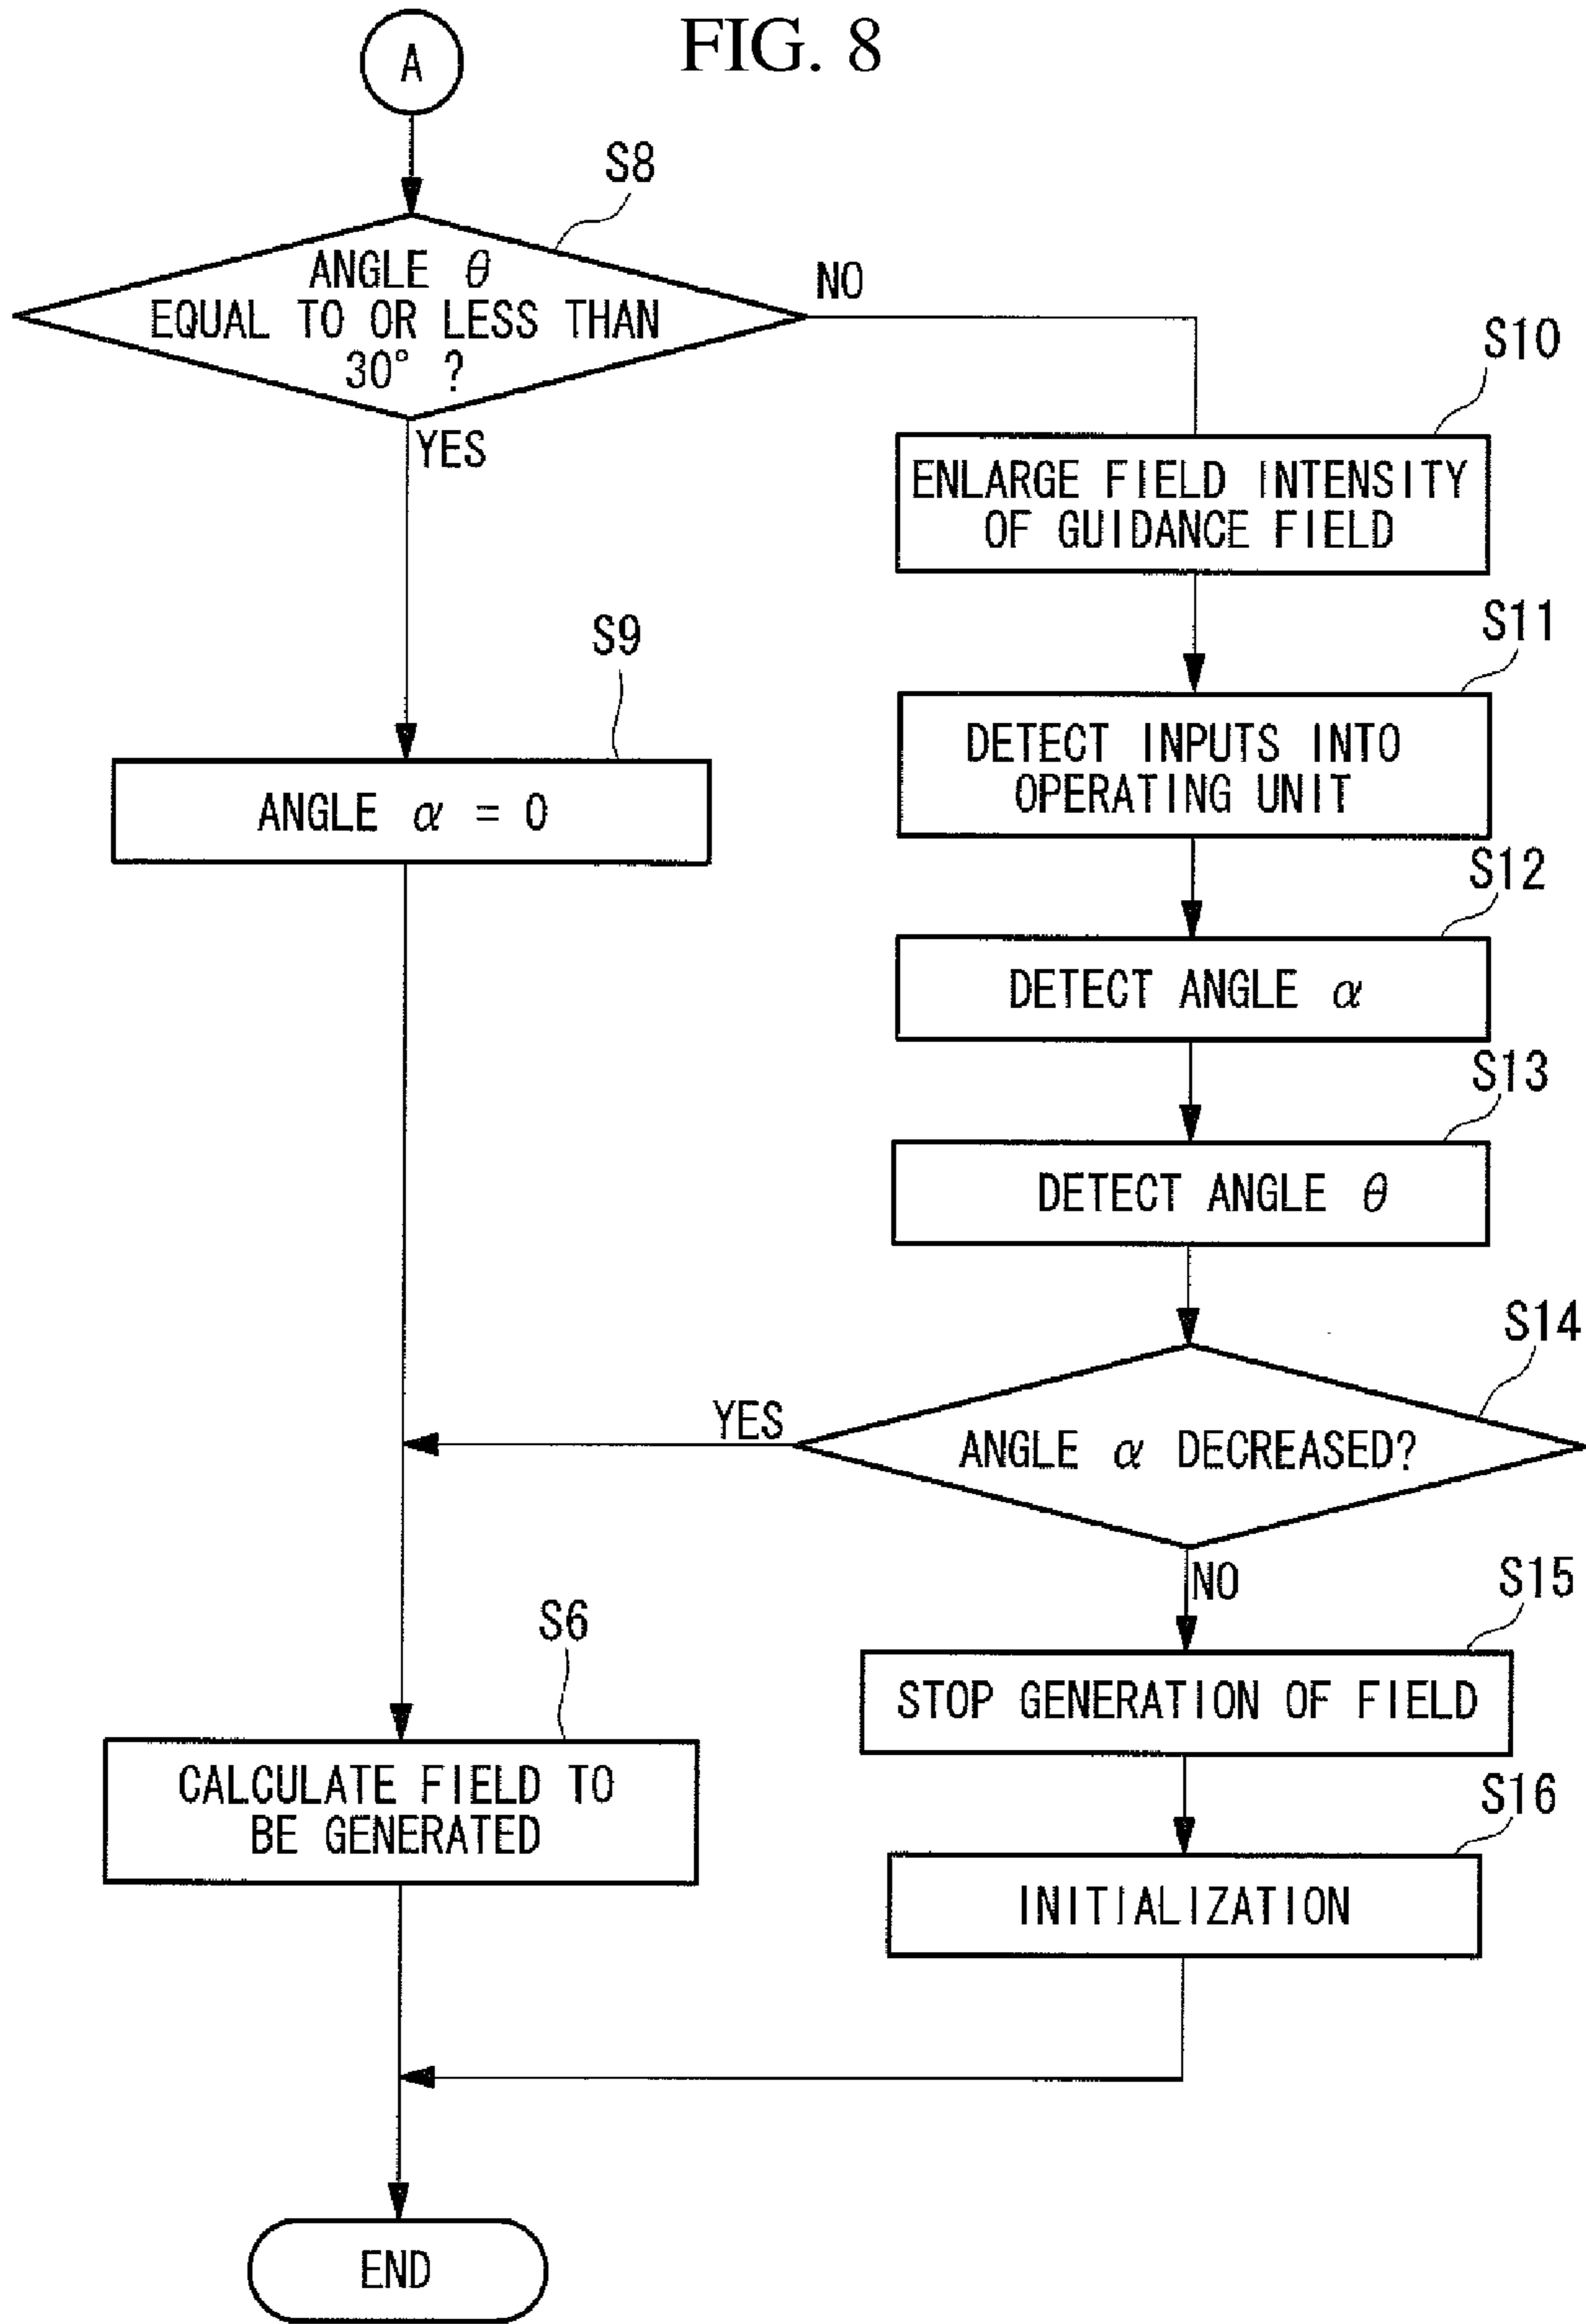 FIG. 8
A
S8
ANGLE θ
EQUAL TO OR LESS THAN
30° ?
NO
YES
S10
ENLARGE FIELD INTENSITY
OF GUIDANCE FIELD
S9
ANGLE α = 0
S11
DETECT INPUTS INTO
OPERATING UNIT
S12
DETECT ANGLE α
S13
DETECT ANGLE θ
S14
ANGLE α DECREASED?
YES
NO
S15
STOP GENERATION OF FIELD
S6
CALCULATE FIELD TO
BE GENERATED
S16
INITIALIZATION
END